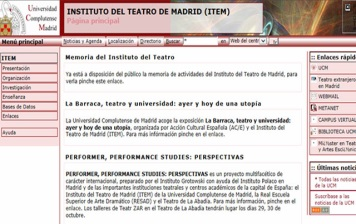 Universidad
Complutense
Madrid
INSTITUTO DEL TEATRO DE MADRID (ITEM)
Página principal
Menú principal
Noticias y Agenda
Localización
Directorio
Buscar
en
Web del cent
ITEM
Presentación
Organización
Investigación
Enseñanza
Bases de Datos
Enlaces
Ayuda
Memoria del Instituto del Teatro
Ya está a disposición del público la memoria de actividades del Instituto del Teatro de Madrid, para
verla pinche este enlace.
La Barraca, teatro y universidad: ayer y hoy de una utopía
La Universidad Complutense de Madrid acoge la exposición La Barraca, teatro y universidad:
ayer y hoy de una utopía, organizada por Acción Cultural Española (AC/E) y el Instituto del
Teatro de Madrid (ITEM). Para más información pinche en el enlace.
PERFORMER, PERFORMANCE STUDIES: PERSPECTIVAS
PERFORMER, PERFORMANCE STUDIES: PERSPECTIVAS es un proyecto multifocálico de
carácter internacional, preparado por el Instituto Grotowski con ayuda del Instituto Polaco en
Madrid y de las importantes instituciones teatrales y centros académicos de la capital de España: el
Instituto del Teatro (ITEM) de la Universidad Complutense de Madrid, la Real Escuela
Superior de Arte Dramático (RESAD) y el Teatro de La Abadía. Para más información, pinche en el
enlace. Los talleres de Teatr ZAR en el Teatro de La Abadía tendrán lugar los días 29, 30 de
octubre.
Enlaces rápidos
UCM
Teatro extranjero
en Madrid
WEBMAIL
METANET
CAMPUS VIRTUAL
BIBLIOTECA UCM
Máster en Teatro
y Artes Escénicas
Últimas noticias
Todas las noticias
de la UCM
Suscríbase a las
noticias de la UCM